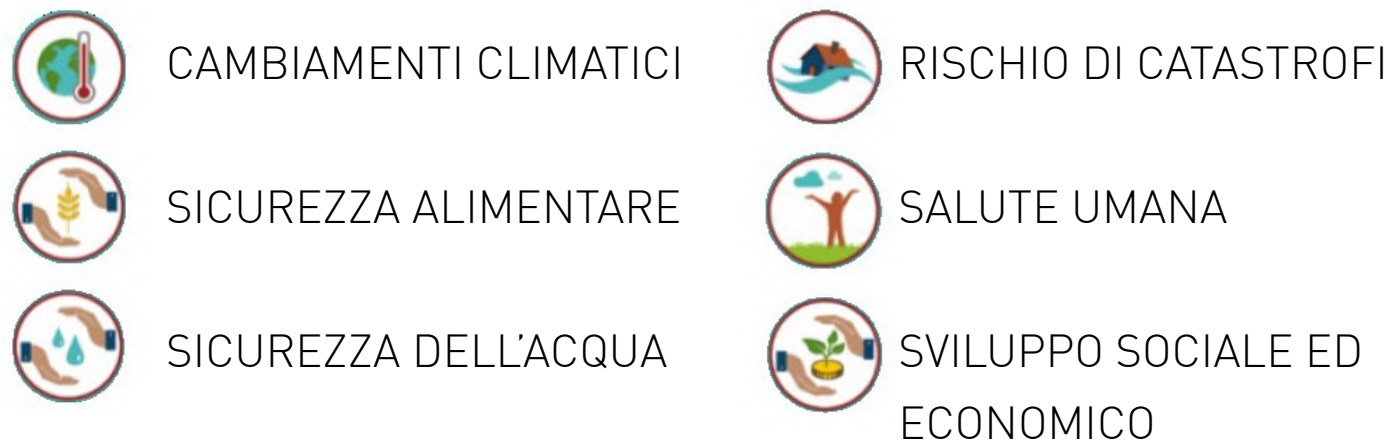 CAMBIAMENTI CLIMATICI
SICUREZZA ALIMENTARE
SICUREZZA DELL'ACQUA
RISCHIO DI CATASTROFI
SALUTE UMANA
SVILUPPO SOCIALE ED
ECONOMICO